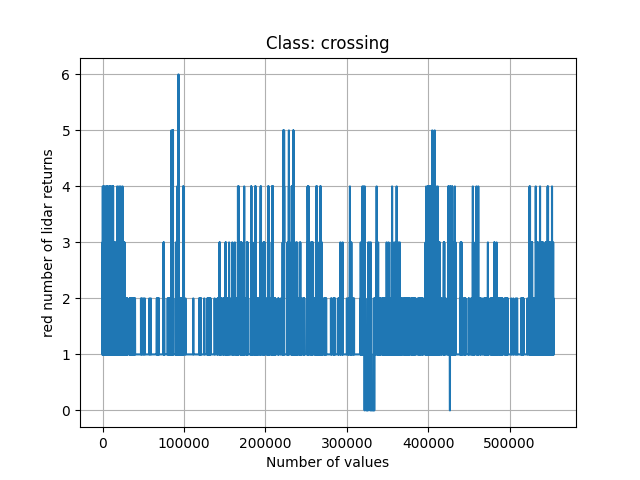 Class: crossing
6
5
4
3
2
1
0
red number of lidar returns
0 100000 200000 300000 400000 500000
Number of values